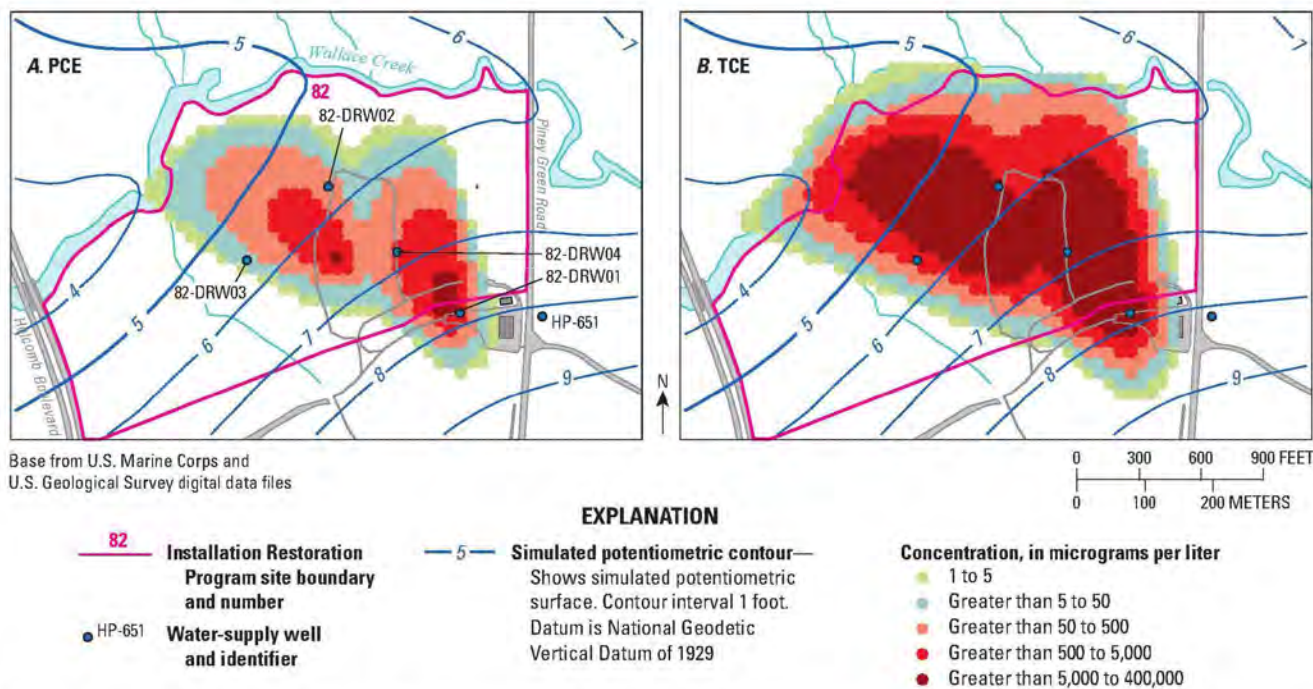 A. PCE
5
Wallace Creek
6
7
82
82-DRW02
Piney Green Road
82-DRW04
82-DRW01
82-DRW03
HP-651
4
5
6
7
8
9
Holcomb Boulevard
N
B. TCE
5
6
7
4
5
6
7
8
9
Base from U.S. Marine Corps and
U.S. Geological Survey digital data files
0 300 600 900 FEET
0 100 200 METERS
EXPLANATION
82 Installation Restoration
Program site boundary
and number
HP-651 Water-supply well
and identifier
5 Simulated potentiometric contour—
Shows simulated potentiometric
surface. Contour interval 1 foot.
Datum is National Geodetic
Vertical Datum of 1929
Concentration, in micrograms per liter
1 to 5
Greater than 5 to 50
Greater than 50 to 500
Greater than 500 to 5,000
Greater than 5,000 to 400,000